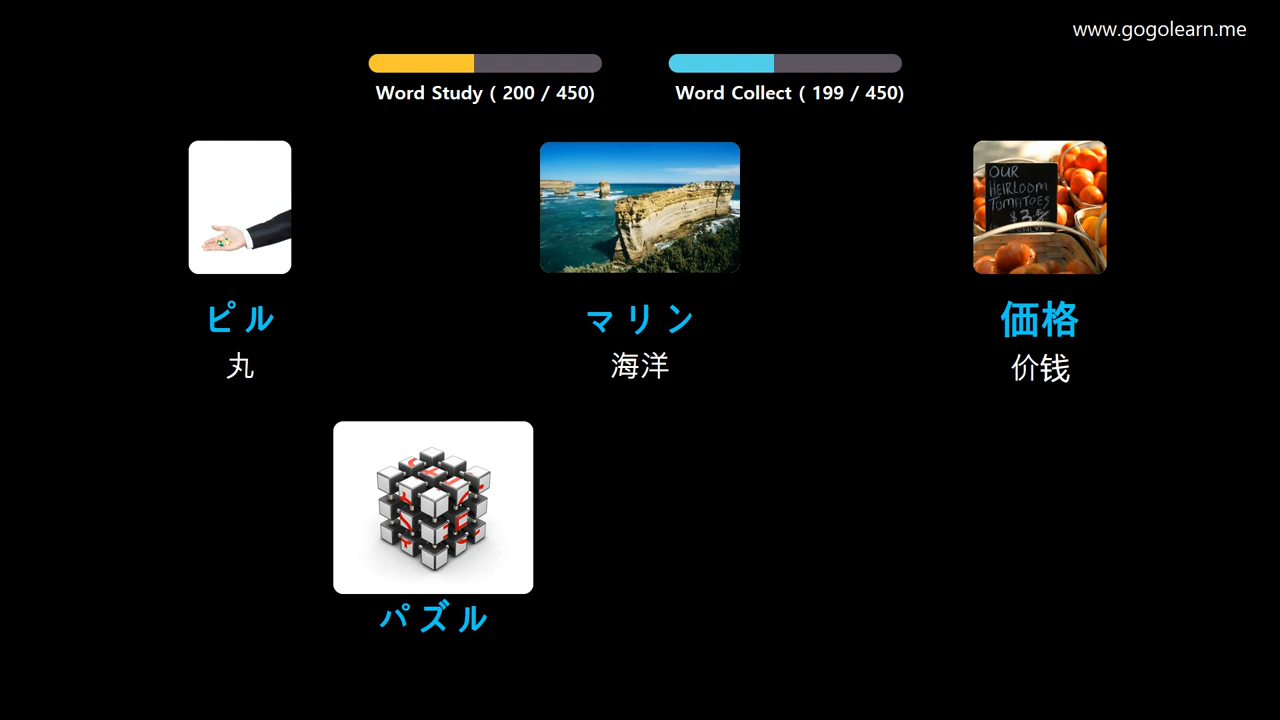 www.gogolearn.me
Word Study ( 200 / 450)
Word Collect ( 199 / 450)
OUR
HEIRLOOM
TOMATOES
ピル
丸
マリン
海洋
価格
价钱
パズル